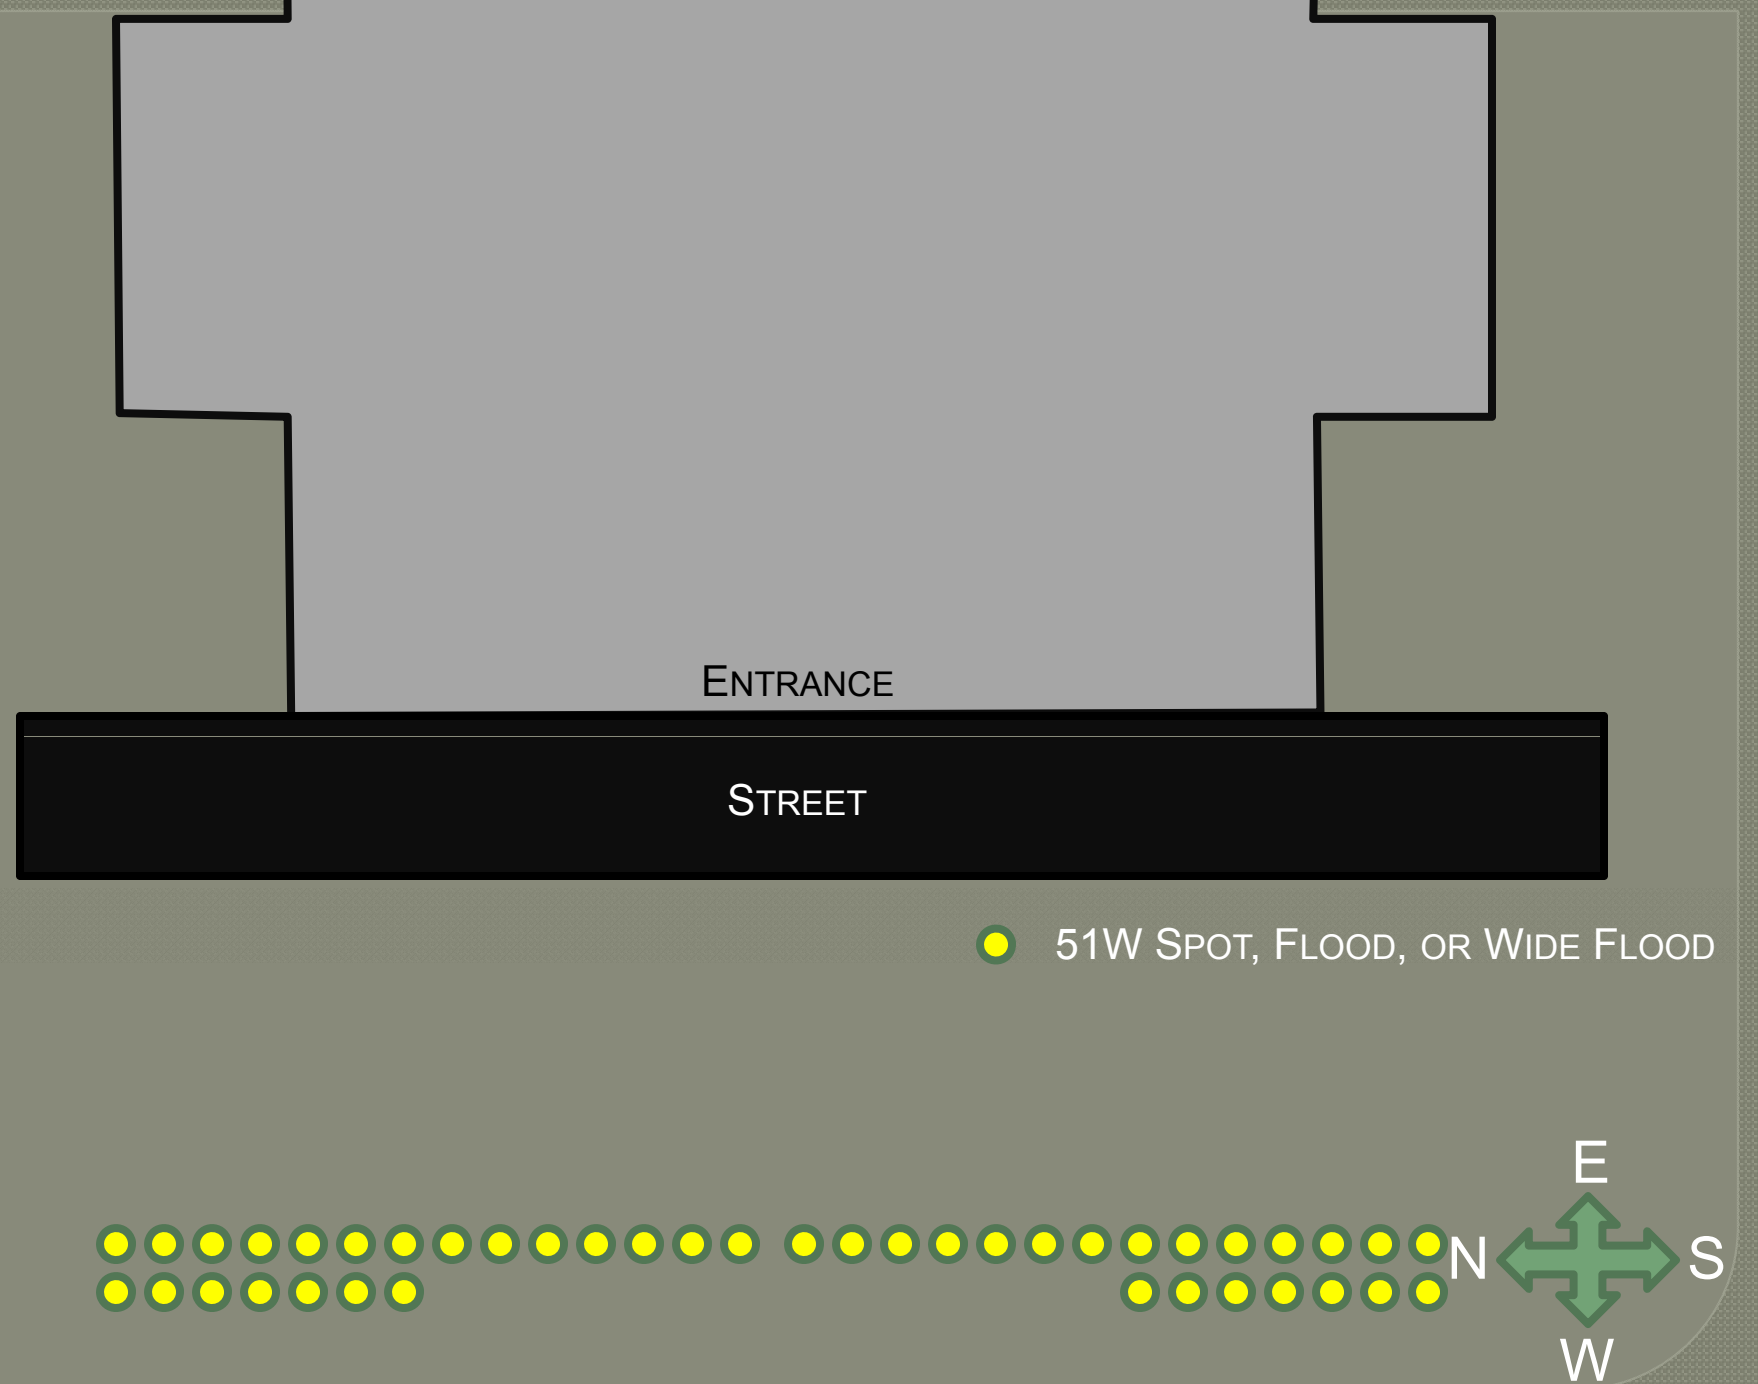 ENTRANCE
STREET
51W SPOT, FLOOD, OR WIDE FLOOD
E
N S
W